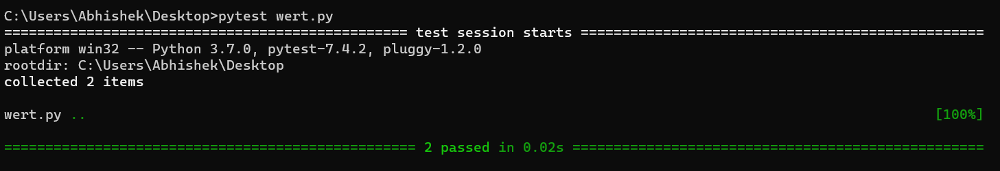 C:\Users\Abhishek\Desktop>pytest wert.py
================================================= test session starts =================================================
platform win32 -- Python 3.7.0, pytest-7.4.2, pluggy-1.2.0
rootdir: C:\Users\Abhishek\Desktop
collected 2 items
wert.py .. [100%]
================================================== 2 passed in 0.02s ==================================================